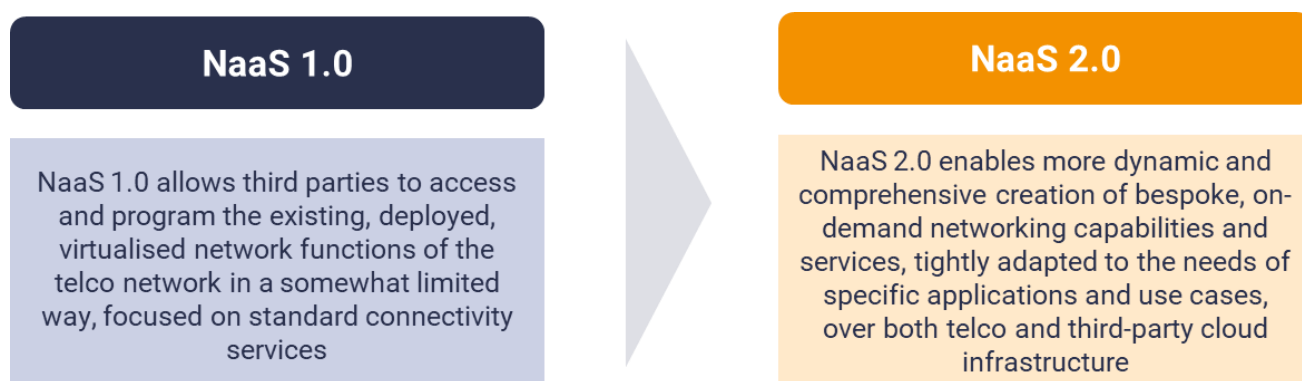 NaaS 1.0
NaaS 1.0 allows third parties to access
and program the existing, deployed,
virtualised network functions of the
telco network in a somewhat limited
way, focused on standard connectivity
services
NaaS 2.0
NaaS 2.0 enables more dynamic and
comprehensive creation of bespoke, on-
demand networking capabilities and
services, tightly adapted to the needs of
specific applications and use cases,
over both telco and third-party cloud
infrastructure